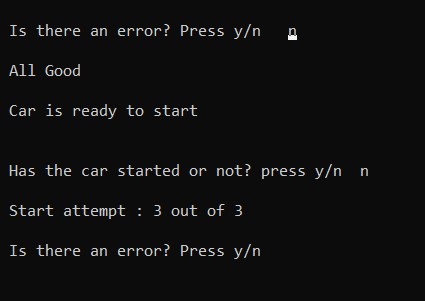 Is there an error? Press y/n   n
All Good
Car is ready to start
Has the car started or not? press y/n  n
Start attempt : 3 out of 3
Is there an error? Press y/n